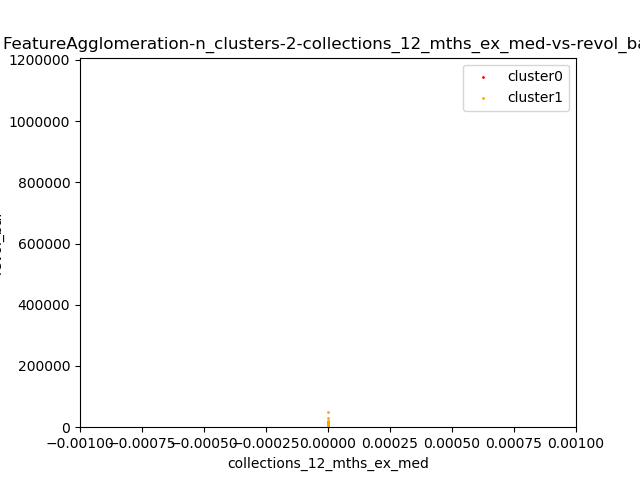 FeatureAgglomeration-n_clusters-2-collections_12_mths_ex_med-vs-revol_ba
cluster0
cluster1
1200000
1000000
800000
600000
400000
200000
0
−0.00100 −0.00075 −0.00050 −0.00025 0.00000 0.00025 0.00050 0.00075 0.00100
collections_12_mths_ex_med